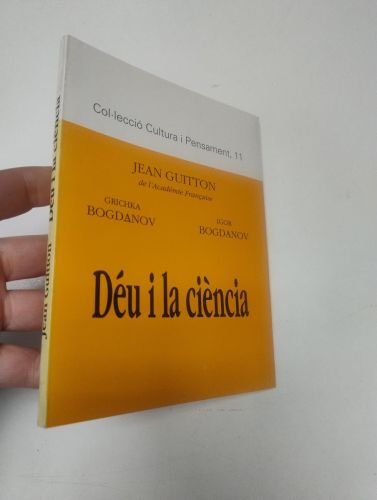 Col·lecció Cultura i Pensament, 11
JEAN GUITTON
de l'Académie Française
GRICHKA
BOGDANOV
IGOR
BOGDANOV
Déu i la ciència
Jean Guitton Déu i la ciència